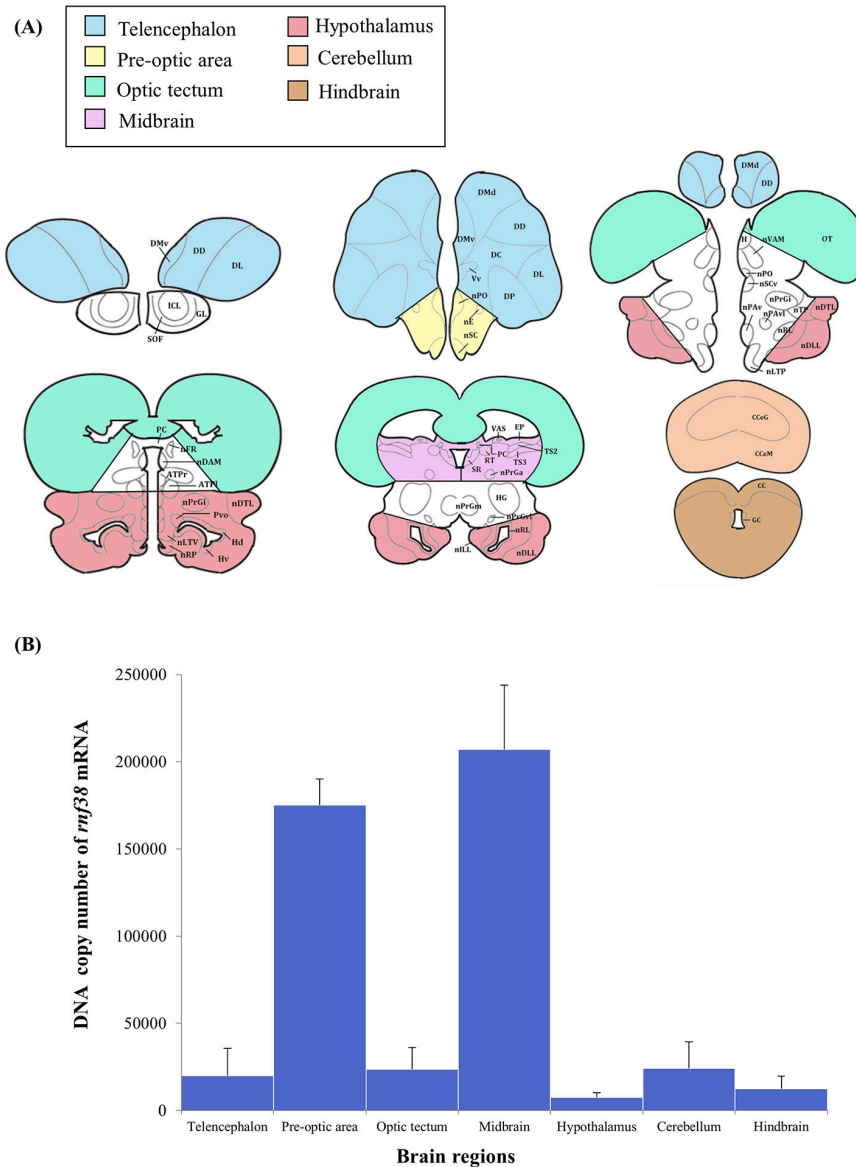 (A)
Telencephalon
Hypothalamus
Pre-optic area
Cerebellum
Optic tectum
Hindbrain
Midbrain
DMv
DD
DL
ICL
GL
SOF
DMd
DD
DMv
DC
DL
Vv
nPO
DP
nE
nSC
DMd
DD
H
nVAM
OT
nPO
nSCv
nPrGi
nPAv
nPAvl
nDTL
nRL
nDLL
nLTP
PC
nFR
nDAM
ATPr
nPrGi
nDTL
Pvo
nLTV
Hd
nRP
Hv
VAS
EP
PC
TS2
RT
TS3
SR
nPrGa
HG
nPrGm
nRL
nILL
nDLL
CCeG
CCeM
CC
GC
(B)
DNA copy number of rnf38 mRNA
250000
200000
150000
100000
50000
0
Telencephalon Pre-optic area Optic tectum Midbrain Hypothalamus Cerebellum Hindbrain
Brain regions